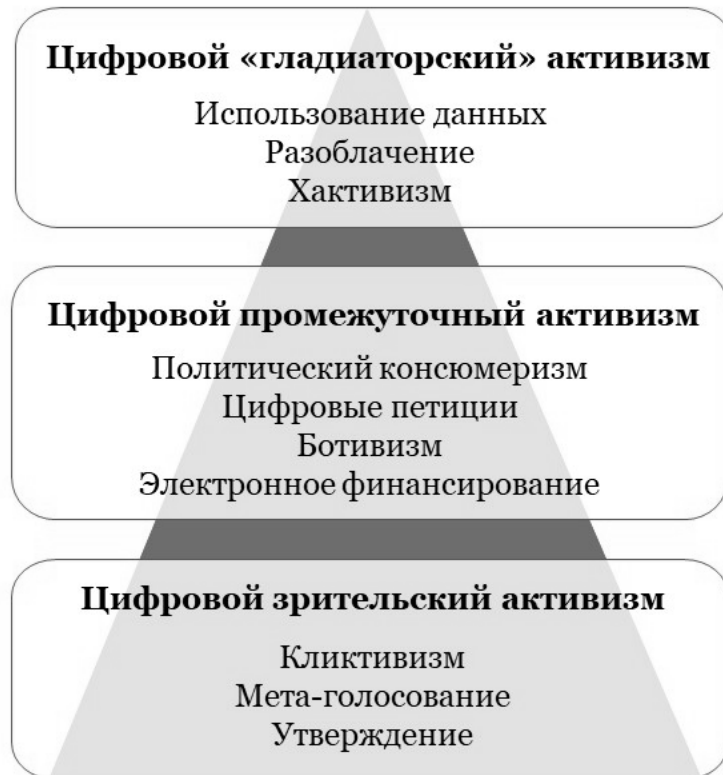 Цифровой «гладиаторский» активизм
Использование данных
Разоблачение
Хактивизм
Цифровой промежуточный активизм
Политический консюмеризм
Цифровые петиции
Ботивизм
Электронное финансирование
Цифровой зрительский активизм
Кликтивизм
Мета-голосование
Утверждение